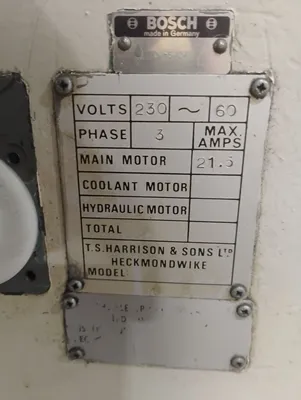 BOSCH
made in Germany
VOLTS 230 ~ 60
PHASE 3 MAX. AMPS
MAIN MOTOR 21.5
COOLANT MOTOR
HYDRAULIC MOTOR
TOTAL
T.S. HARRISON & SONS LTD
HECKMONDWIKE
MODEL